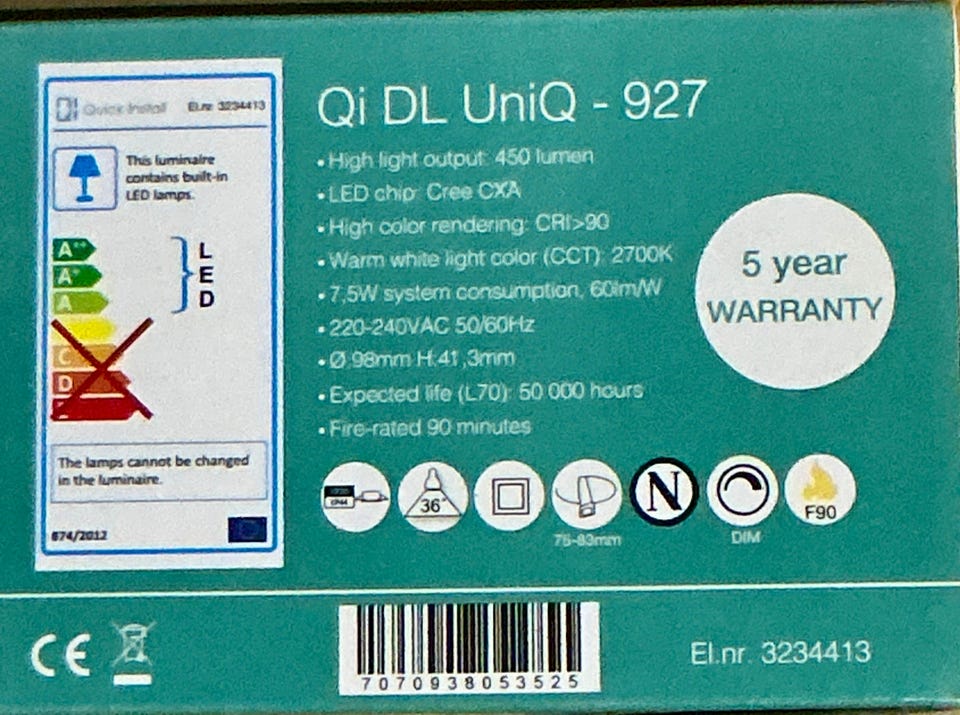 Quick Install El.nr 3234413
This luminaire
contains built-in
LED lamps.
A++
A+
A
C
D
L
E
D
The lamps cannot be changed
in the luminaire.
874/2012
Qi DL UniQ - 927
• High light output: 450 lumen
• LED chip: Cree CXA
• High color rendering: CRI>90
• Warm white light color (CCT): 2700K
• 7,5W system consumption, 60lm/W
• 220-240VAC 50/60Hz
• Ø.98mm H.41,3mm
• Expected life (L70): 50 000 hours
• Fire-rated 90 minutes
5 year
WARRANTY
IP44
36°
75-83mm
N
DIM
F90
CE
7070938053525
El.nr. 3234413